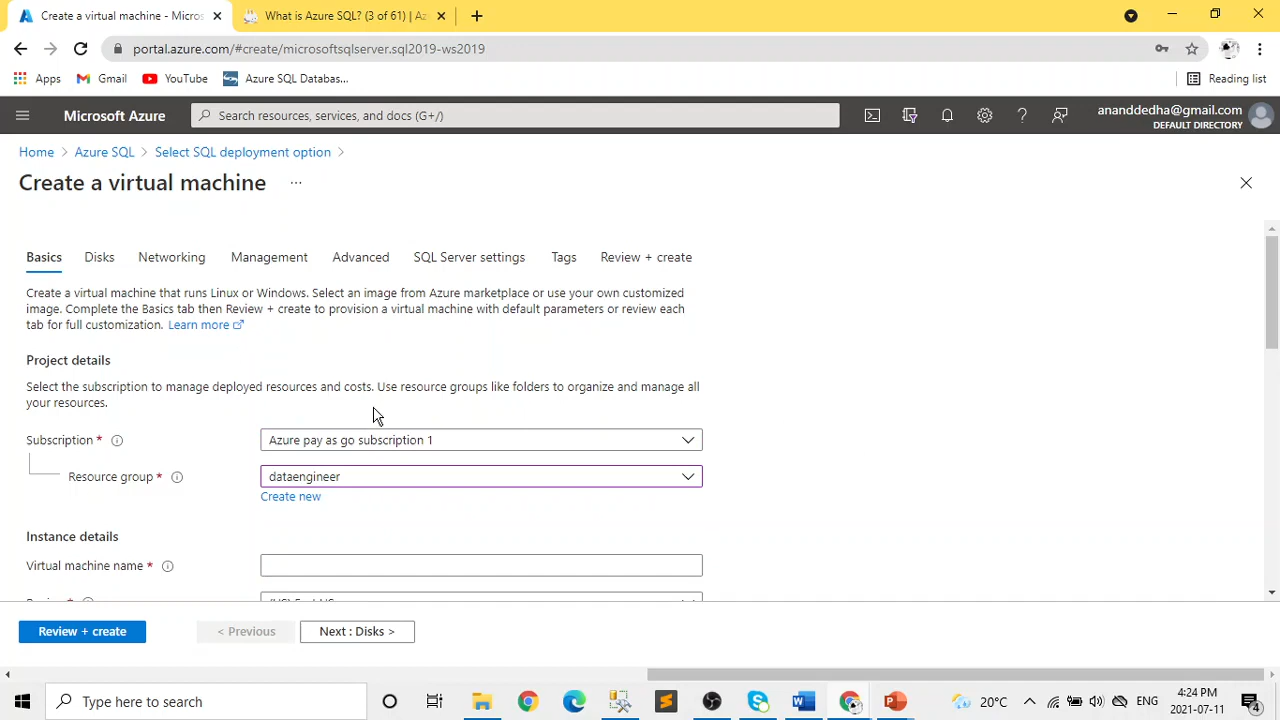 Create a virtual machine - Micros
What is Azure SQL? (3 of 61) | Az
portal.azure.com/#create/microsoftsqlserver.sql2019-ws2019
Apps
Gmail
YouTube
Azure SQL Databas...
Reading list
Microsoft Azure
Search resources, services, and docs (G+/)
ananddedha@gmail.com
DEFAULT DIRECTORY
Home > Azure SQL > Select SQL deployment option >
Create a virtual machine ...
Basics Disks Networking Management Advanced SQL Server settings Tags Review + create
Create a virtual machine that runs Linux or Windows. Select an image from Azure marketplace or use your own customized
image. Complete the Basics tab then Review + create to provision a virtual machine with default parameters or review each
tab for full customization. Learn more
Project details
Select the subscription to manage deployed resources and costs. Use resource groups like folders to organize and manage all
your resources.
Subscription * Azure pay as go subscription 1
Resource group * dataengineer
Create new
Instance details
Virtual machine name *
Review + create < Previous Next : Disks >
Type here to search
20°C
ENG
4:24 PM
2021-07-11
4